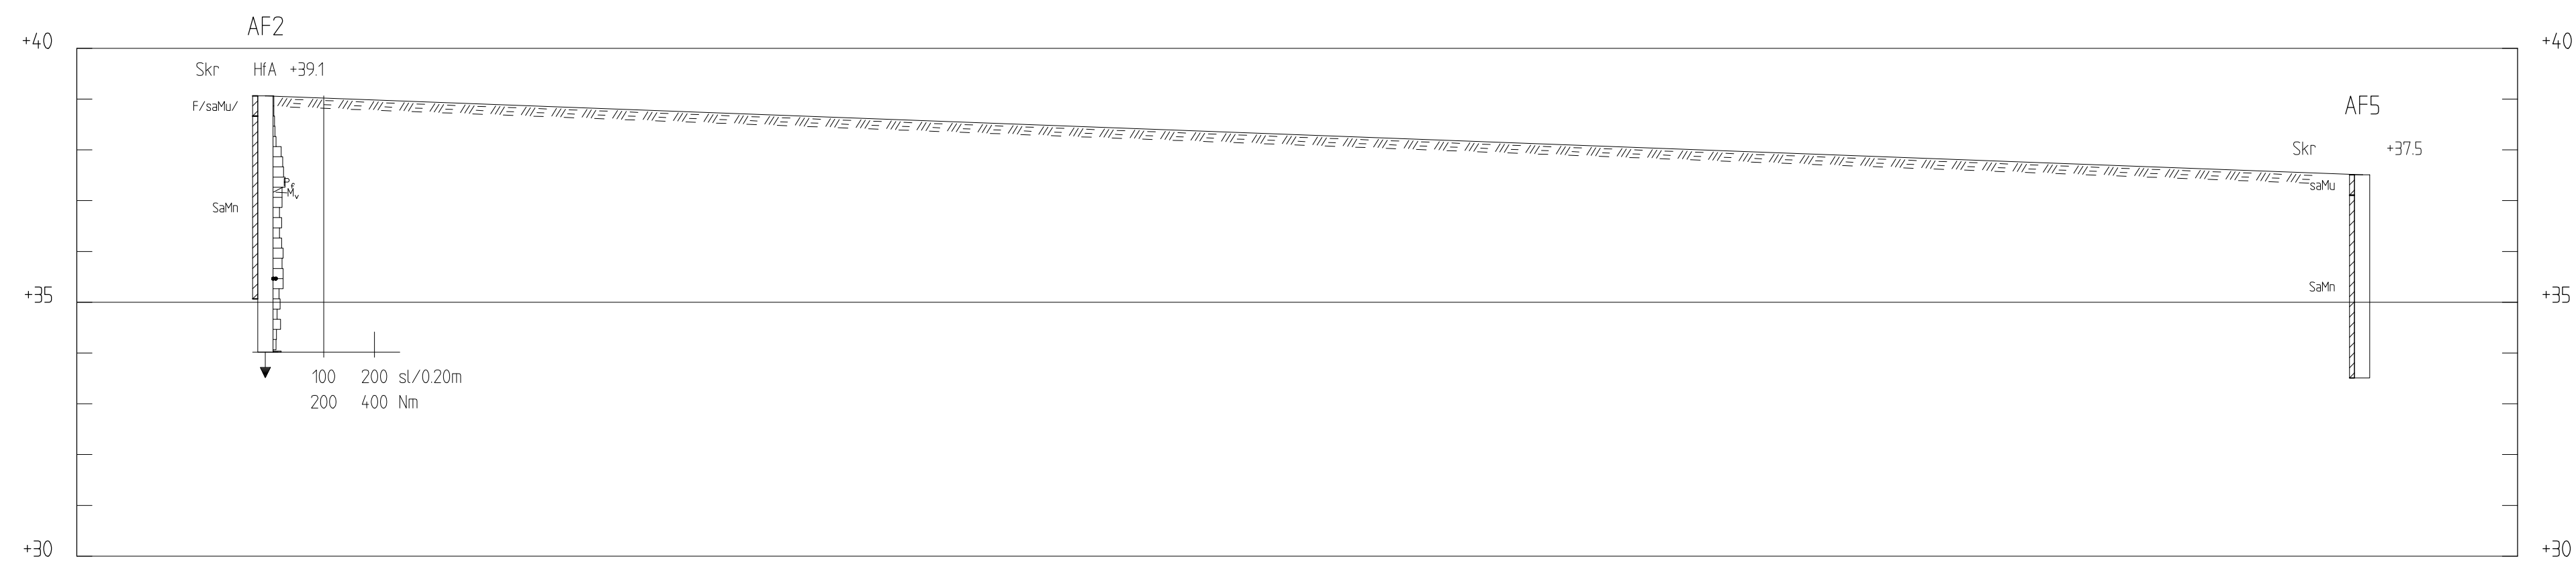 AF2
+40 +40
Skr HfA +39.1
F/saMu/
AF5
Skr +37.5
Pf
Mv
saMu
SaMn
SaMn
+35 +35
100 200 sl/0.20m
200 400 Nm
+30 +30